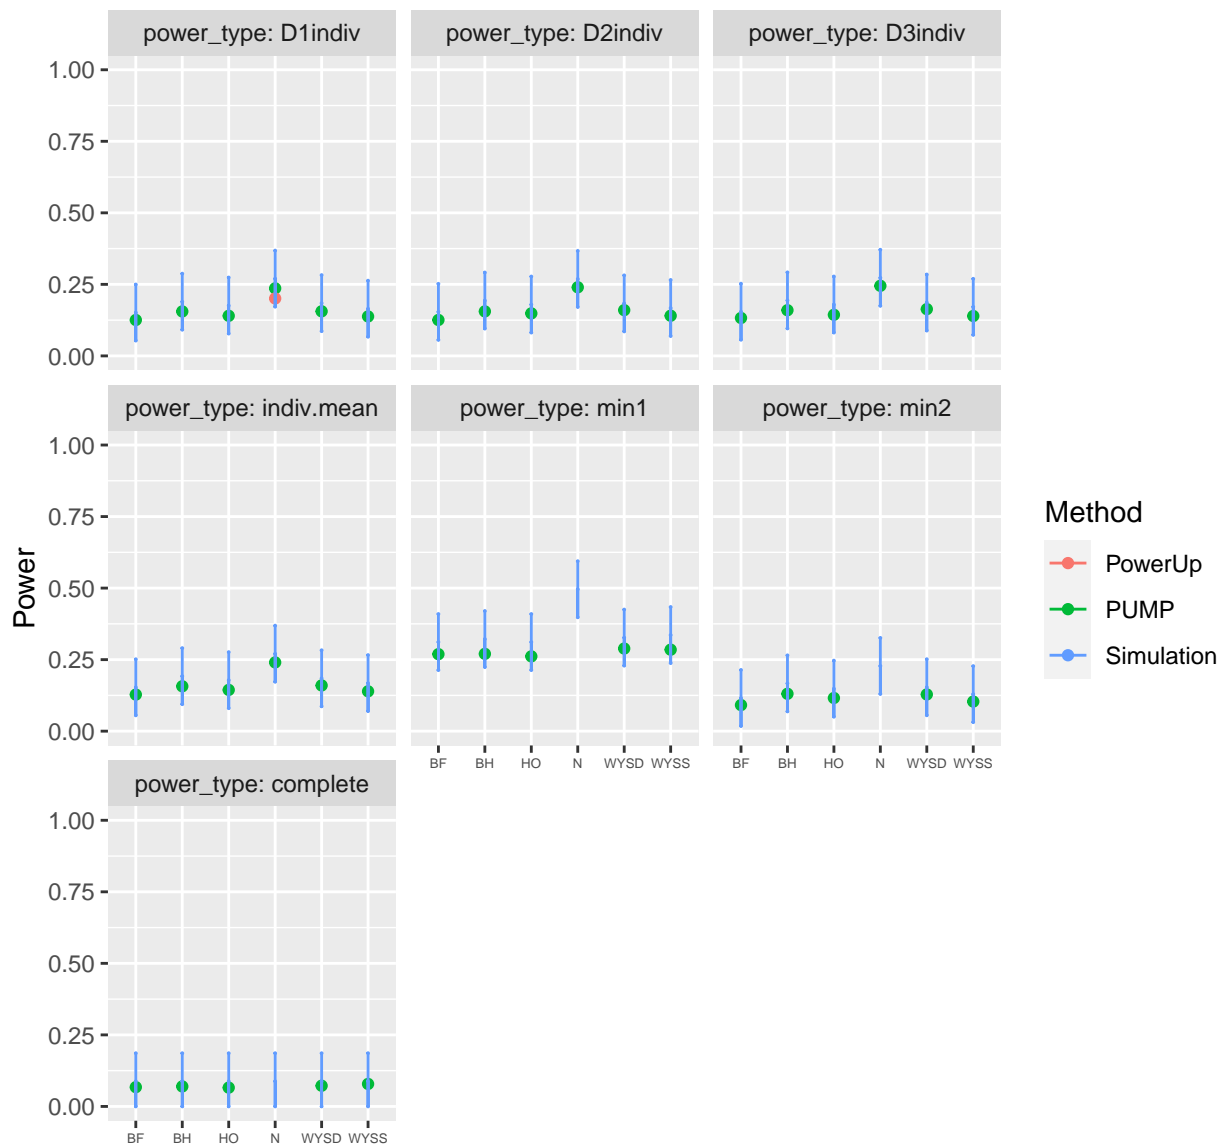 power_type: D1indiv power_type: D2indiv power_type: D3indiv
1.00
0.75
0.50
0.25
0.00
power_type: indiv.mean power_type: min1 power_type: min2
1.00
0.75
0.50
0.25
0.00
BF BH HO N WYSD WYSS BF BH HO N WYSD WYSS
power_type: complete
1.00
0.75
0.50
0.25
0.00
BF BH HO N WYSD WYSS
Power
Method
PowerUp
PUMP
Simulation